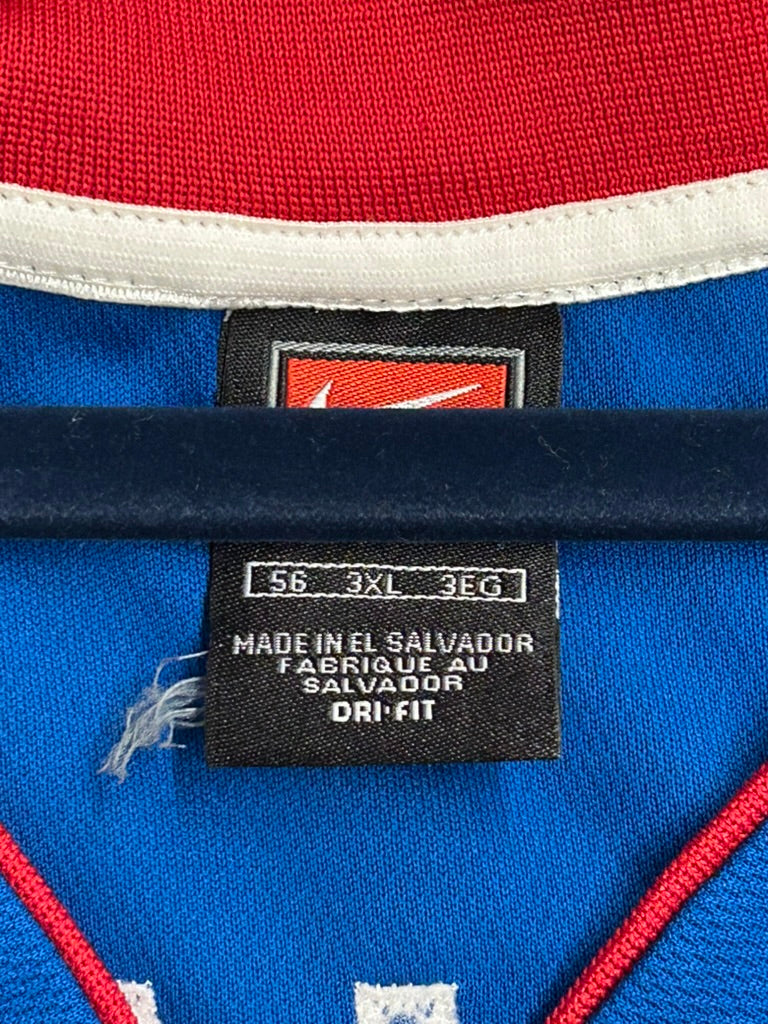 56 3XL 3EG
MADE IN EL SALVADOR
FABRIQUE AU
SALVADOR
DRI-FIT